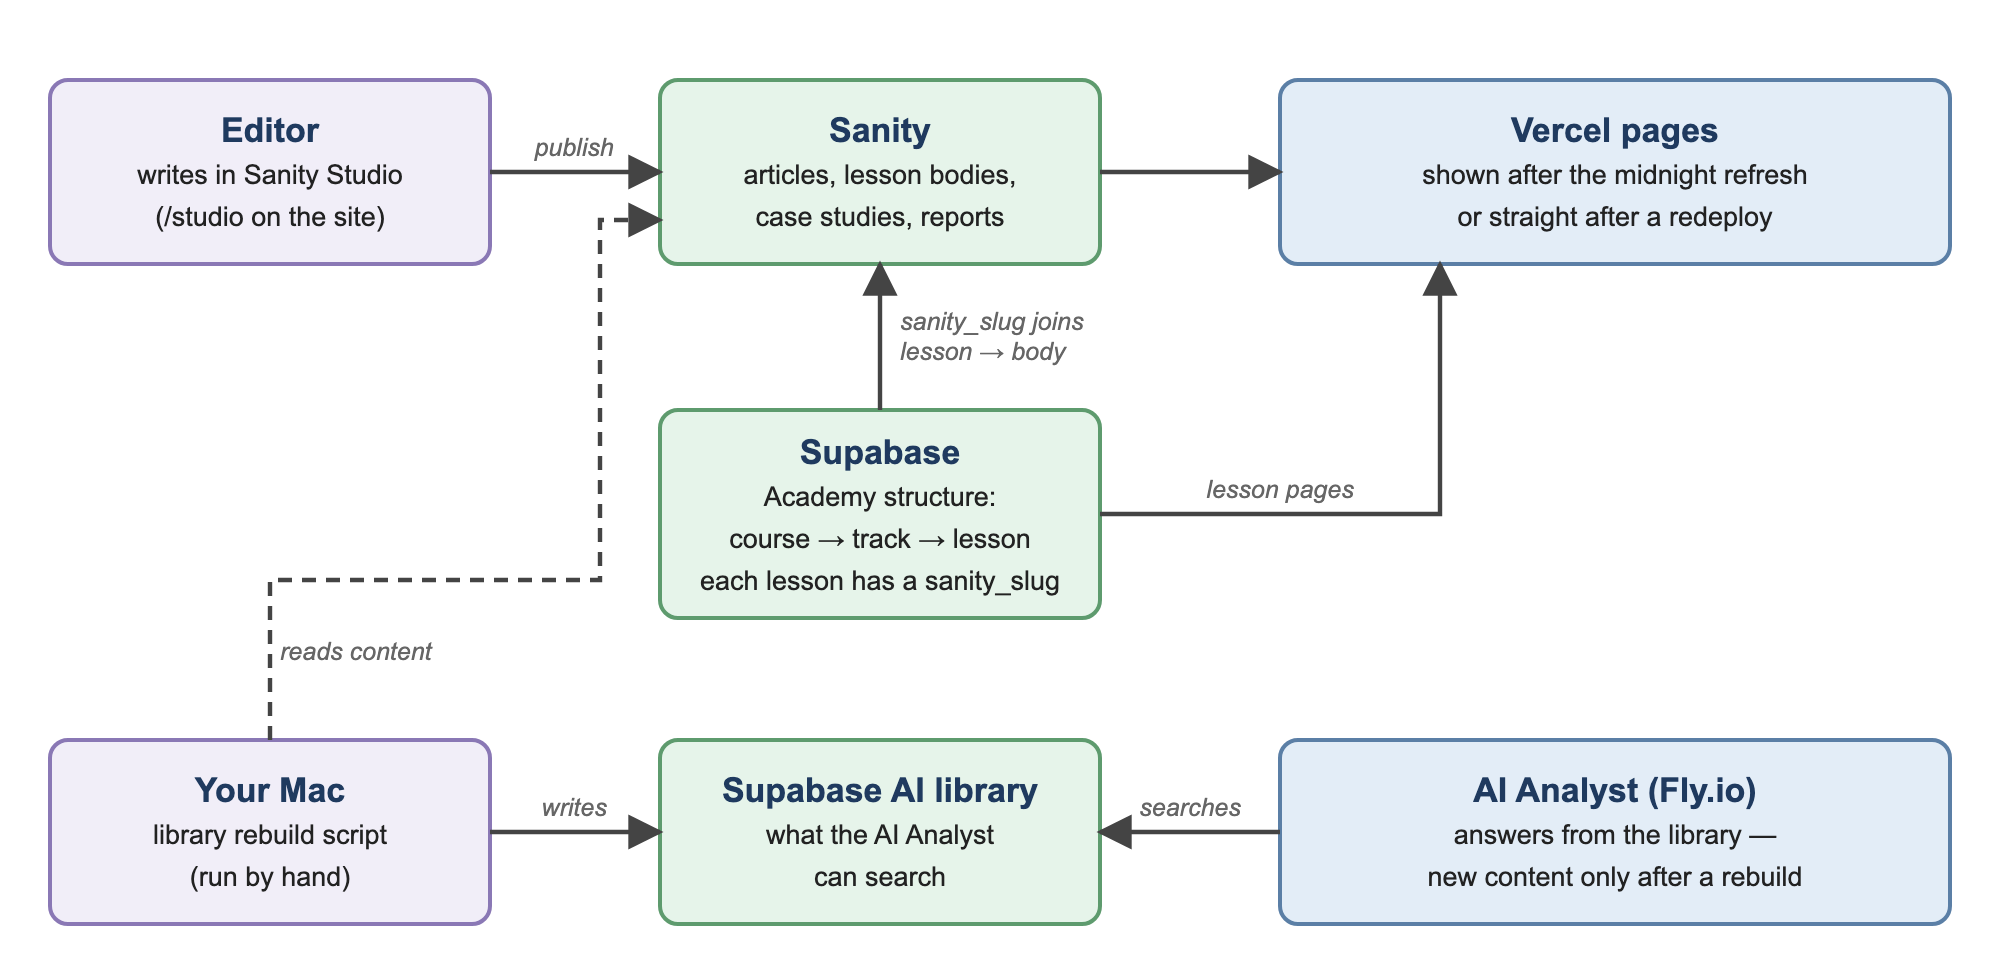 Editor
writes in Sanity Studio
(/studio on the site)
publish
Sanity
articles, lesson bodies,
case studies, reports
Vercel pages
shown after the midnight refresh
or straight after a redeploy
sanity_slug joins
lesson → body
Supabase
Academy structure:
course → track → lesson
each lesson has a sanity_slug
lesson pages
reads content
Your Mac
library rebuild script
(run by hand)
writes
Supabase AI library
what the AI Analyst
can search
searches
AI Analyst (Fly.io)
answers from the library —
new content only after a rebuild